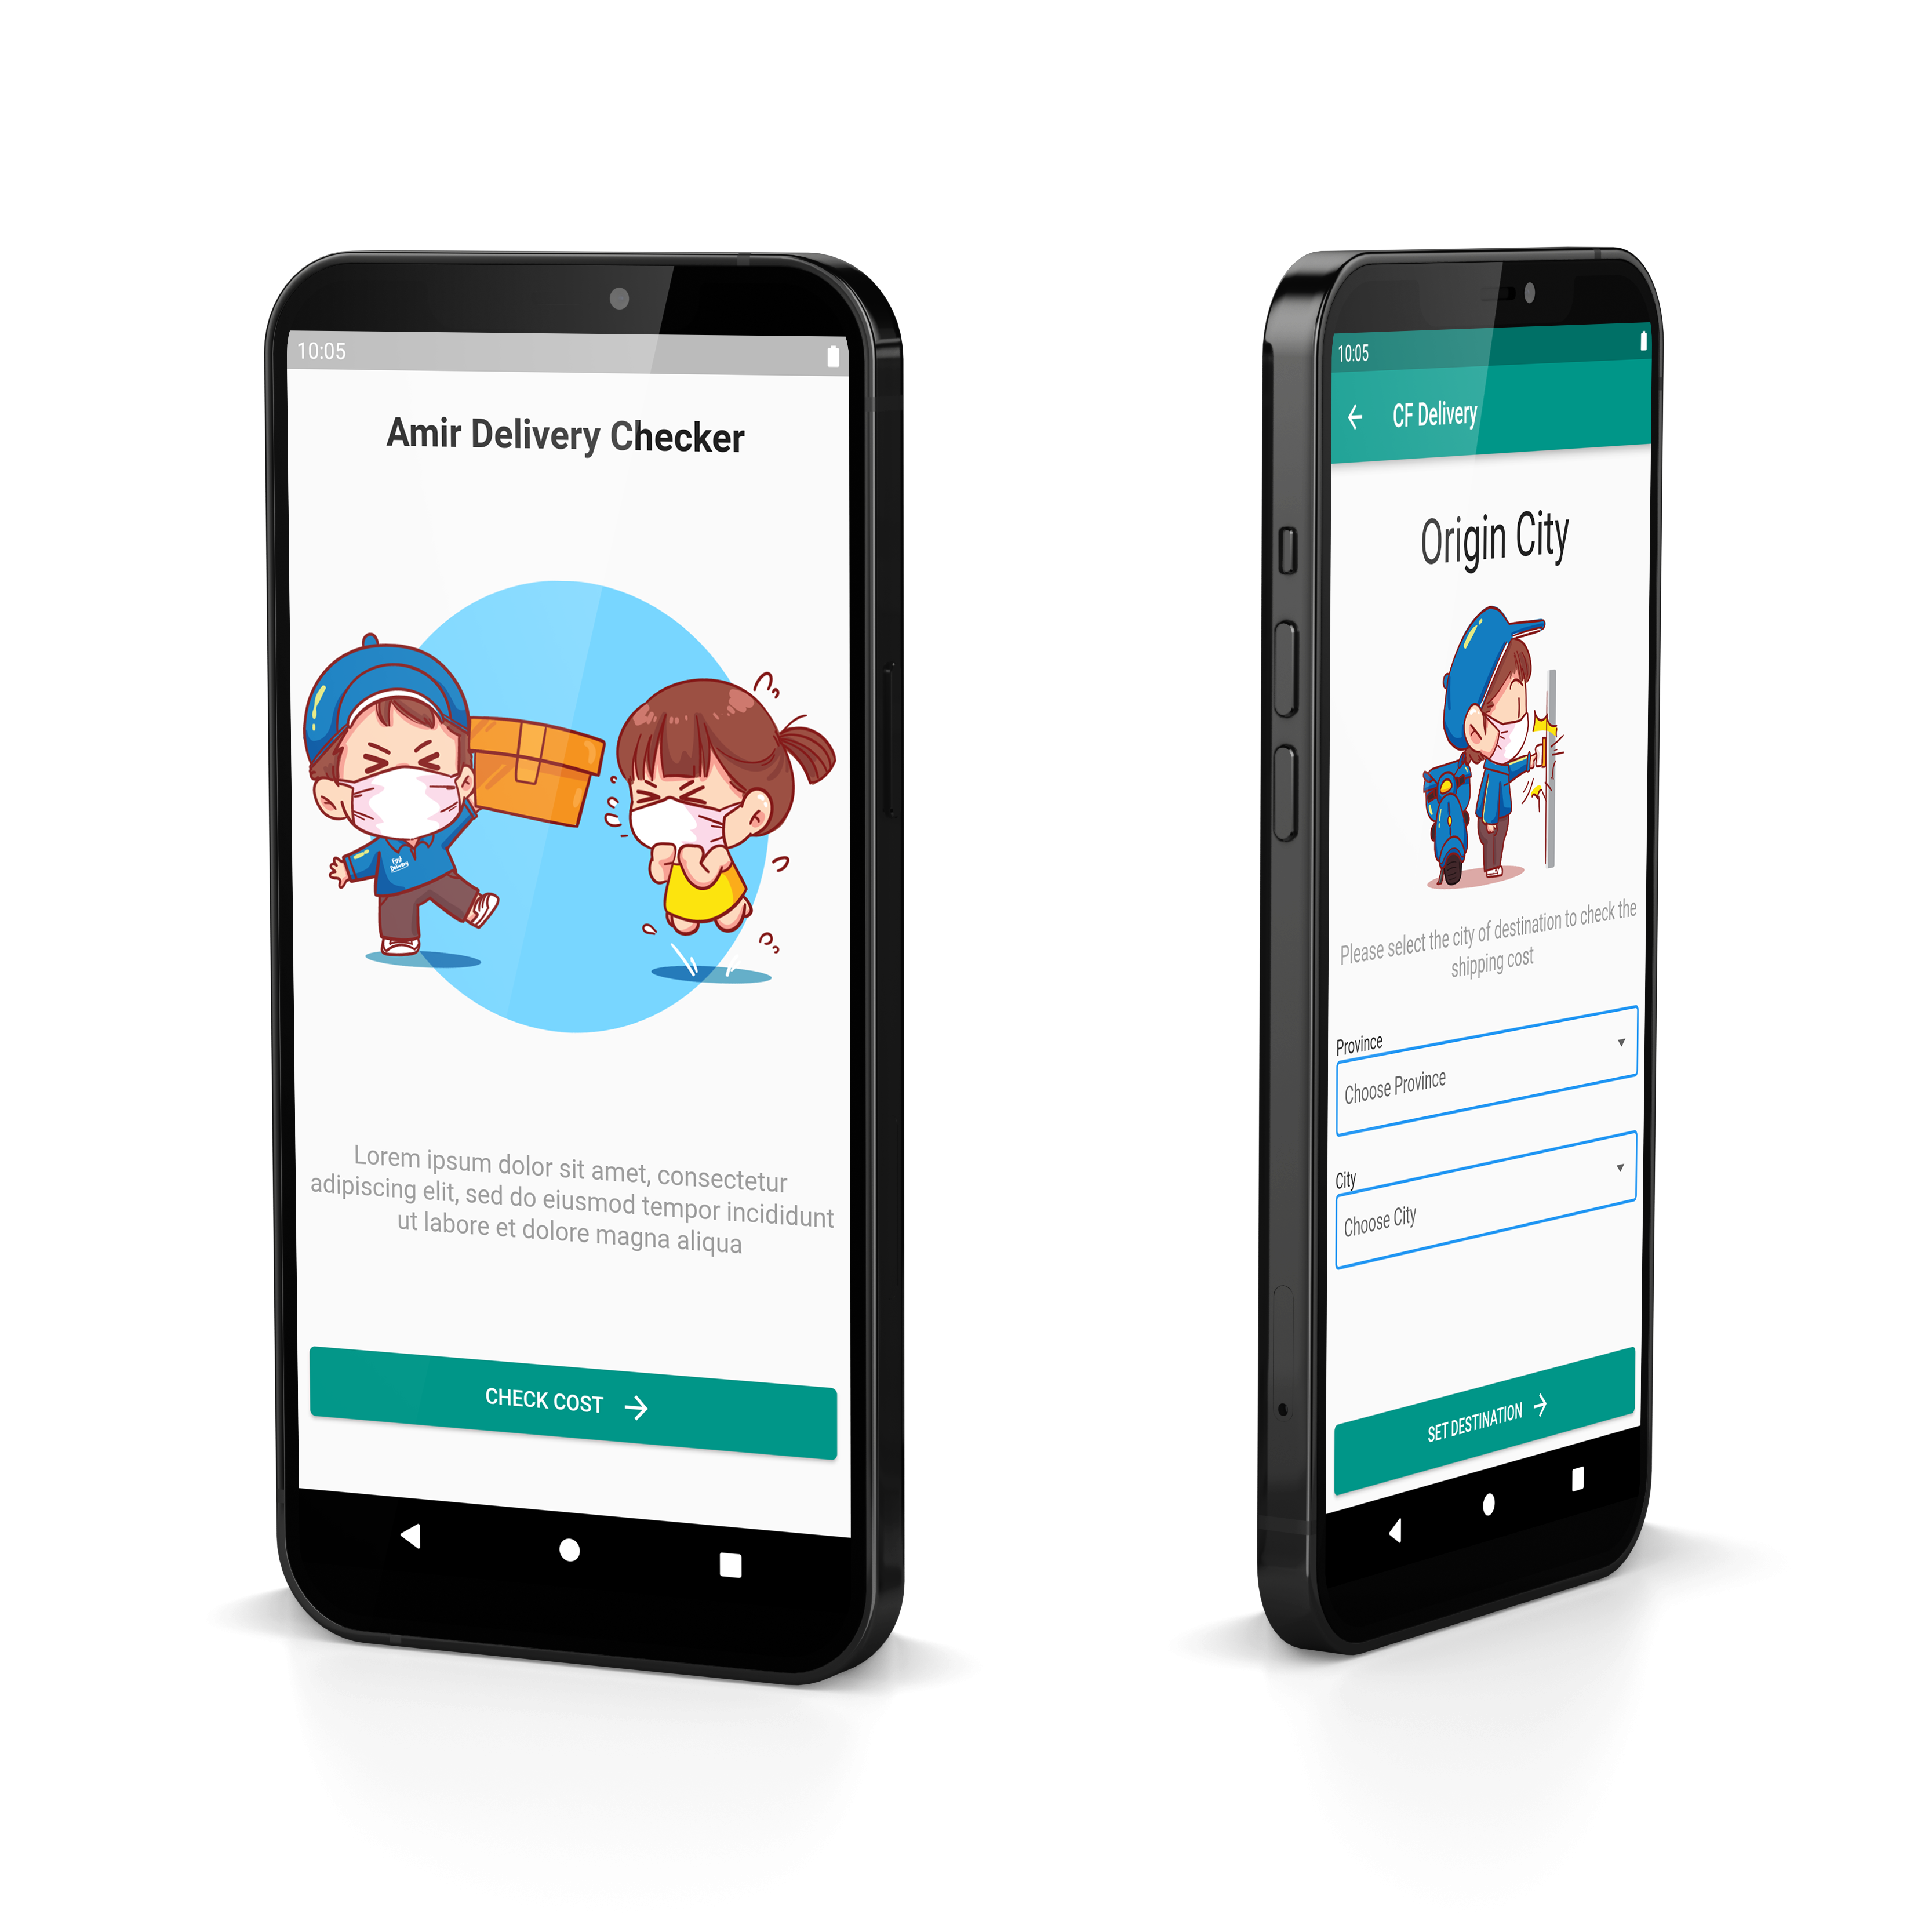 10:05
Amir Delivery Checker
Lorem ipsum dolor sit amet, consectetur
adipiscing elit, sed do eiusmod tempor incididunt
ut labore et dolore magna aliqua
CHECK COST
10:05
CF Delivery
Origin City
Please select the city of destination to check the
shipping cost
Province
Choose Province
City
Choose City
SET DESTINATION